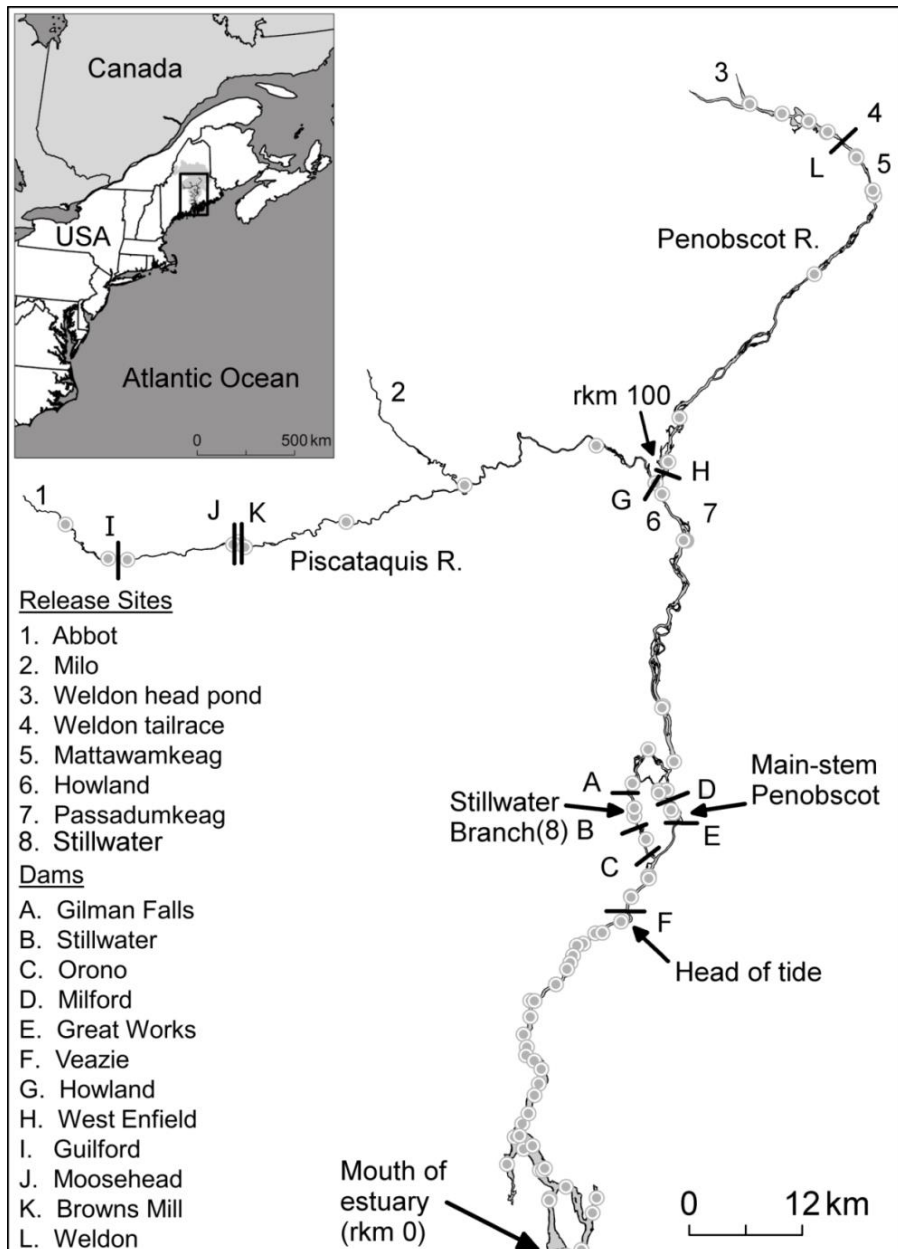 Canada
USA
Atlantic Ocean
0 500 km
3
4
L
5
Penobscot R.
2
rkm 100
H
G
6
7
1
I
J
K
Piscataquis R.
Release Sites
1. Abbot
2. Milo
3. Weldon head pond
4. Weldon tailrace
5. Mattawamkeag
6. Howland
7. Passadumkeag
8. Stillwater
Dams
A. Gilman Falls
B. Stillwater
C. Orono
D. Milford
E. Great Works
F. Veazie
G. Howland
H. West Enfield
I. Guilford
J. Moosehead
K. Browns Mill
L. Weldon
A
D
Main-stem
Penobscot
Stillwater
Branch(8)
B
E
C
F
Head of tide
Mouth of
estuary
(rkm 0)
0 12 km